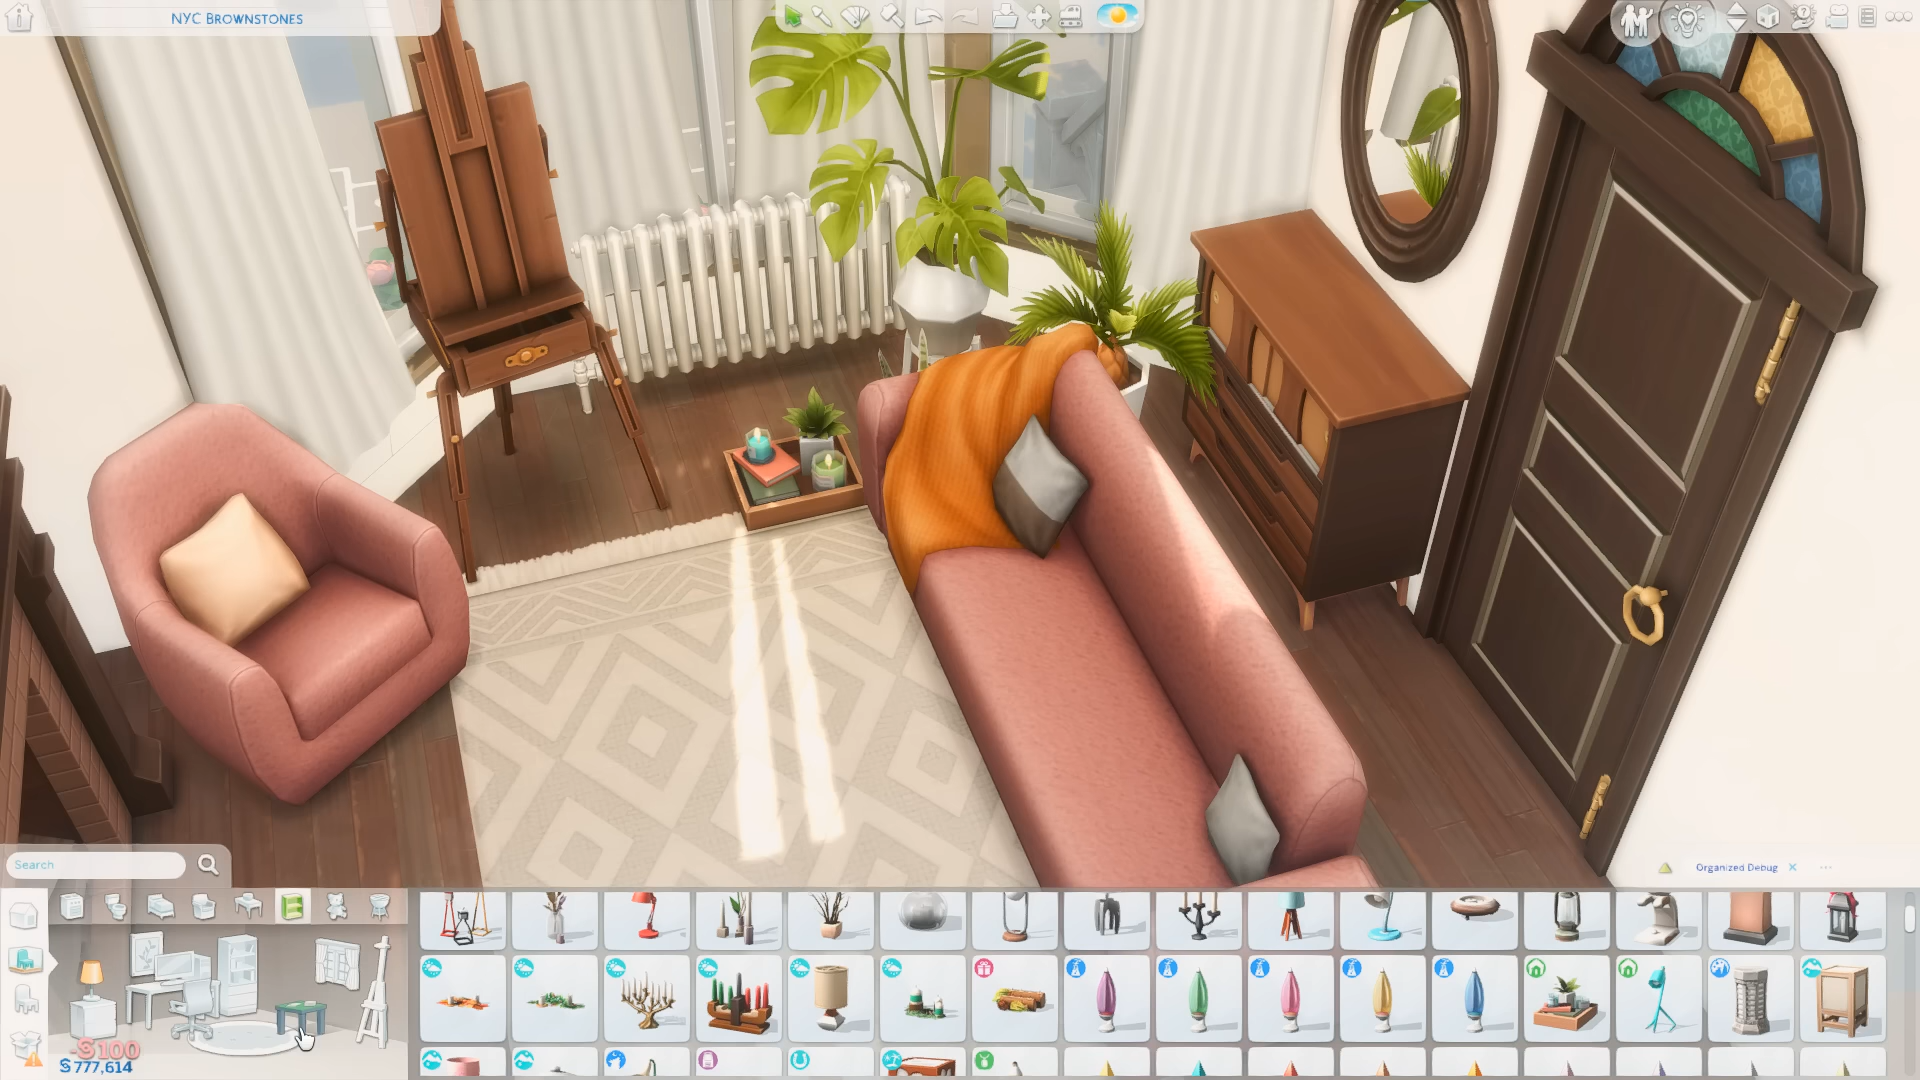 NYC Brownstones
Search
Organized Debug
-§100
§777,614